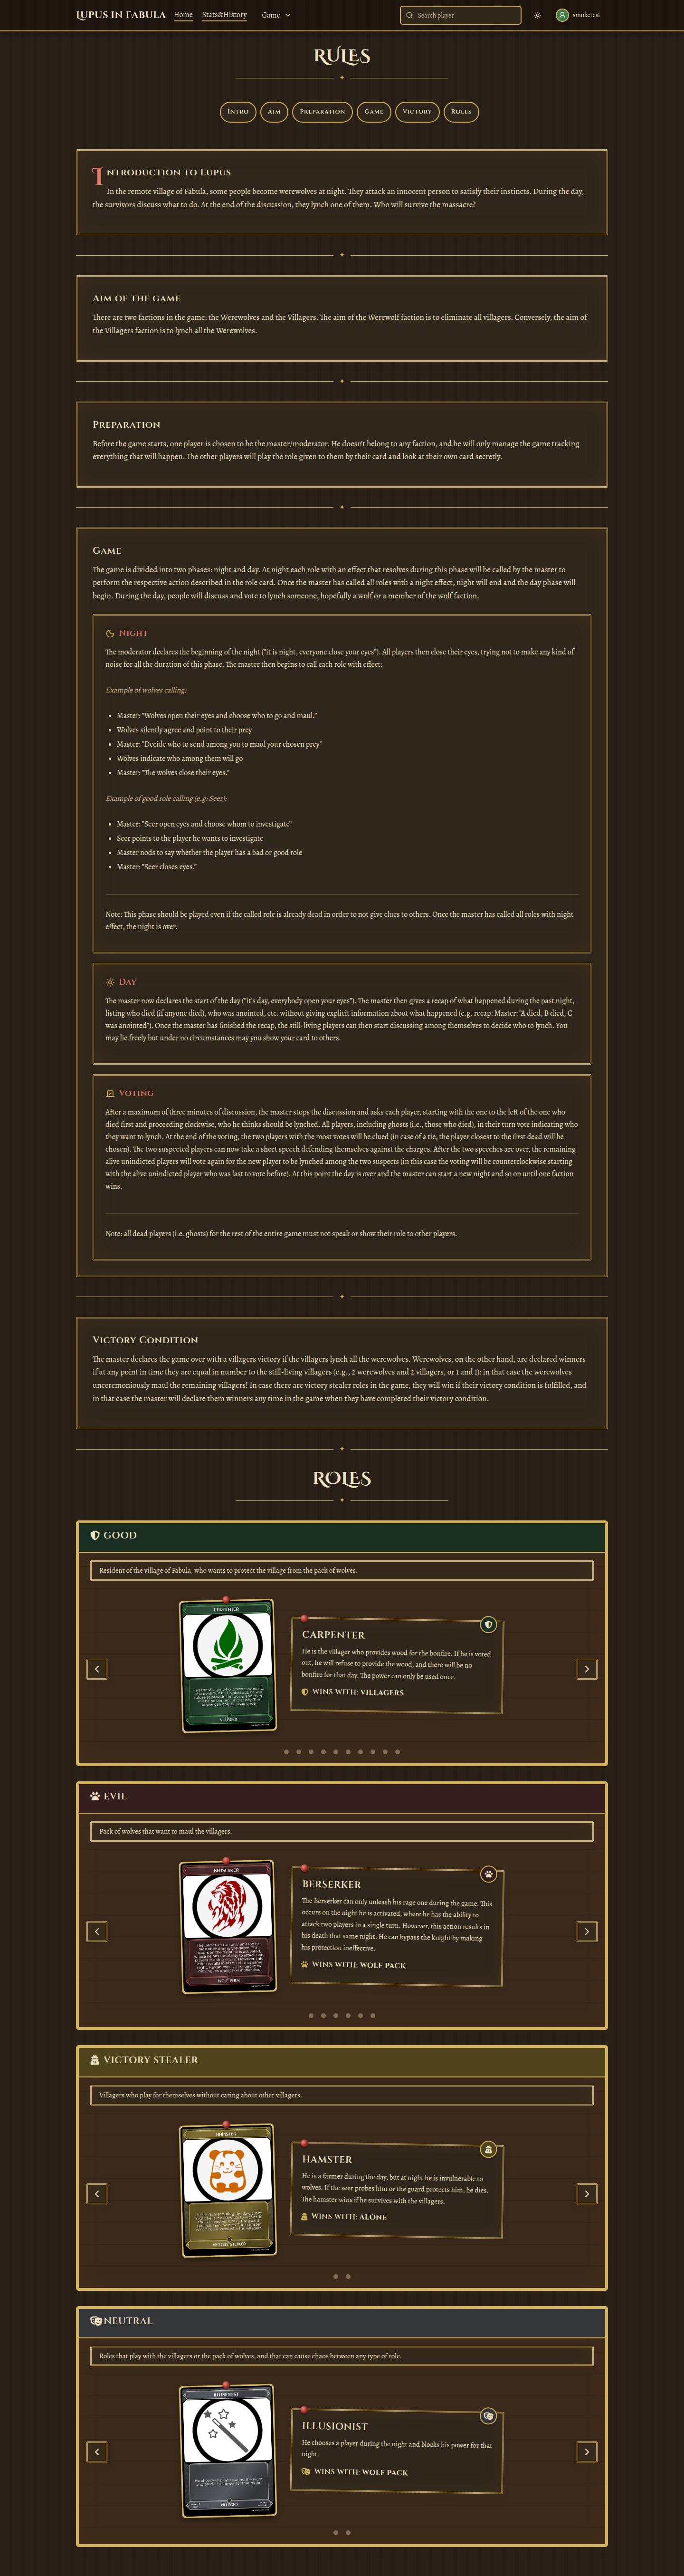 LUPUS IN FABULA
Home
Stats&History
Game
Search player
smoketest
RULES
INTRO
AIM
PREPARATION
GAME
VICTORY
ROLES
INTRODUCTION TO LUPUS
In the remote village of Fabula, some people become werewolves at night. They attack an innocent person to satisfy their instincts. During the day,
the survivors discuss what to do. At the end of the discussion, they lynch one of them. Who will survive the massacre?
AIM OF THE GAME
There are two factions in the game: the Werewolves and the Villagers. The aim of the Werewolf faction is to eliminate all villagers. Conversely, the aim of
the Villagers faction is to lynch all the Werewolves.
PREPARATION
Before the game starts, one player is chosen to be the master/moderator. He doesn't belong to any faction, and he will only manage the game tracking
everything that will happen. The other players will play the role given to them by their card and look at their own card secretly.
GAME
The game is divided into two phases: night and day. At night each role with an effect that resolves during this phase will be called by the master to
perform the respective action described in the role card. Once the master has called all roles with a night effect, night will end and the day phase will
begin. During the day, people will discuss and vote to lynch someone, hopefully a wolf or a member of the wolf faction.
NIGHT
The moderator declares the beginning of the night ("it is night, everyone close your eyes"). All players then close their eyes, trying not to make any kind of
noise for all the duration of this phase. The master then begins to call each role with effect:
Example of wolves calling:
• Master: "Wolves open their eyes and choose who to go and maul."
• Wolves silently agree and point to their prey
• Master: "Decide who to send among you to maul your chosen prey"
• Wolves indicate who among them will go
• Master: "The wolves close their eyes."
Example of good role calling (e.g: Seer):
• Master: "Seer open eyes and choose whom to investigate"
• Seer points to the player he wants to investigate
• Master nods to say whether the player has a bad or good role
• Master: "Seer closes eyes."
Note: This phase should be played even if the called role is already dead in order to not give clues to others. Once the master has called all roles with night
effect, the night is over.
DAY
The master now declares the start of the day ("it's day, everybody open your eyes"). The master then gives a recap of what happened during the past night,
listing who died (if anyone died), who was anointed, etc. without giving explicit information about what happened (e.g. recap: Master: "A died, B died, C
was anointed"). Once the master has finished the recap, the still-living players can then start discussing among themselves to decide who to lynch. You
may lie freely but under no circumstances may you show your card to others.
VOTING
After a maximum of three minutes of discussion, the master stops the discussion and asks each player, starting with the one to the left of the one who
died first and proceeding clockwise, who he thinks should be lynched. All players, including ghosts (i.e., those who died), in their turn vote indicating who
they want to lynch. At the end of the voting, the two players with the most votes will be clued (in case of a tie, the player closest to the first dead will be
chosen). The two suspected players can now take a short speech defending themselves against the charges. After the two speeches are over, the remaining
alive unindicted players will vote again for the new player to be lynched among the two suspects (in this case the voting will be counterclockwise starting
with the alive unindicted player who was last to vote before). At this point the day is over and the master can start a new night and so on until one faction
wins.
Note: all dead players (i.e. ghosts) for the rest of the entire game must not speak or show their role to other players.
VICTORY CONDITION
The master declares the game over with a villagers victory if the villagers lynch all the werewolves. Werewolves, on the other hand, are declared winners
if at any point in time they are equal in number to the still-living villagers (e.g., 2 werewolves and 2 villagers, or 1 and 1): in that case the werewolves
unceremoniously maul the remaining villagers! In case there are victory stealer roles in the game, they will win if their victory condition is fulfilled, and
in that case the master will declare them winners any time in the game when they have completed their victory condition.
ROLES
GOOD
Resident of the village of Fabula, who wants to protect the village from the pack of wolves.
CARPENTER
VILLAGER
CARPENTER
He is the villager who provides wood for the bonfire. If he is voted
out, he will refuse to provide the wood, and there will be no
bonfire for that day. The power can only be used once.
WINS WITH: VILLAGERS
EVIL
Pack of wolves that want to maul the villagers.
BERSERKER
WOLF PACK
BERSERKER
The Berserker can only unleash his rage one during the game. This
occurs on the night he is activated, where he has the ability to
attack two players in a single turn. However, this action results in
his death that same night. He can bypass the knight by making
his protection ineffective.
WINS WITH: WOLF PACK
VICTORY STEALER
Villagers who play for themselves without caring about other villagers.
HAMSTER
VICTORY STEALER
HAMSTER
He is a farmer during the day, but at night he is invulnerable to
wolves. If the seer probes him or the guard protects him, he dies.
The hamster wins if he survives with the villagers.
WINS WITH: ALONE
NEUTRAL
Roles that play with the villagers or the pack of wolves, and that can cause chaos between any type of role.
ILLUSIONIST
VILLAGER
ILLUSIONIST
He chooses a player during the night and blocks his power for that
night.
WINS WITH: WOLF PACK